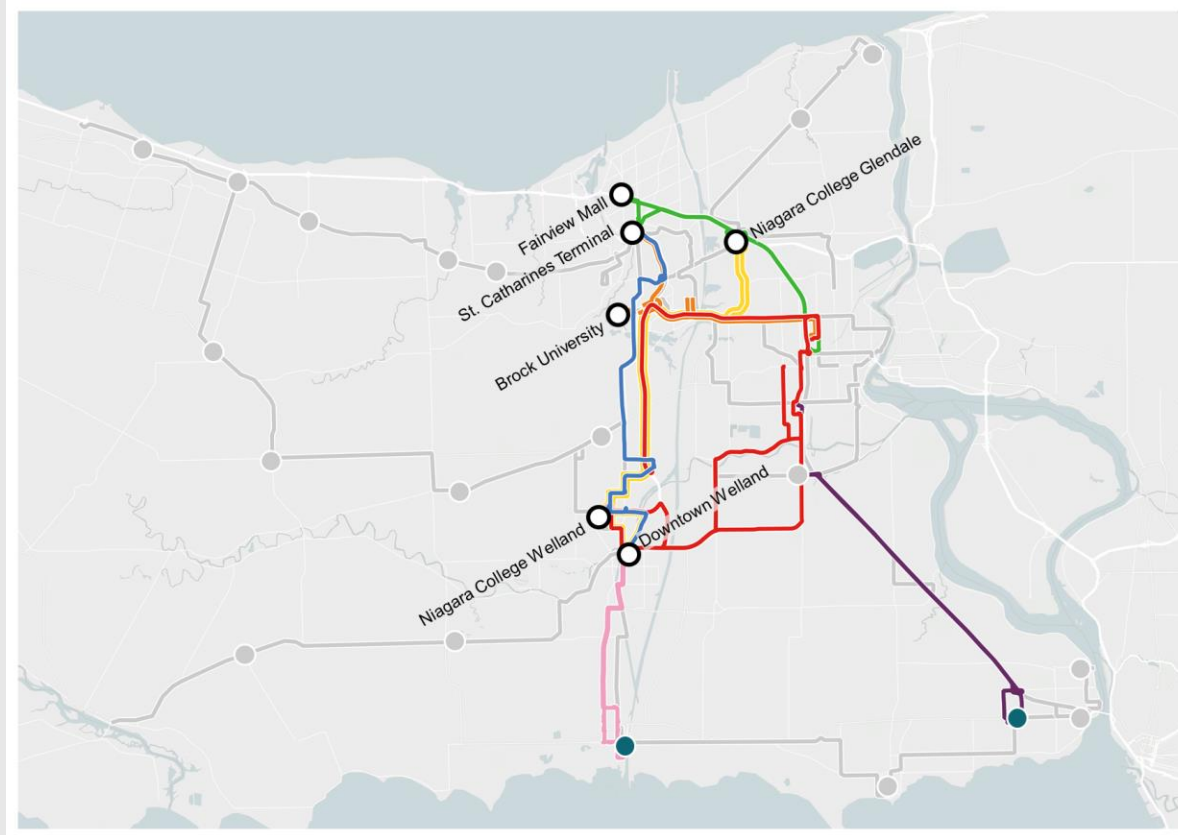 Niagara College Glendale
Fairview Mall
St. Catharines Terminal
Brock University
Downtown Welland
Niagara College Welland